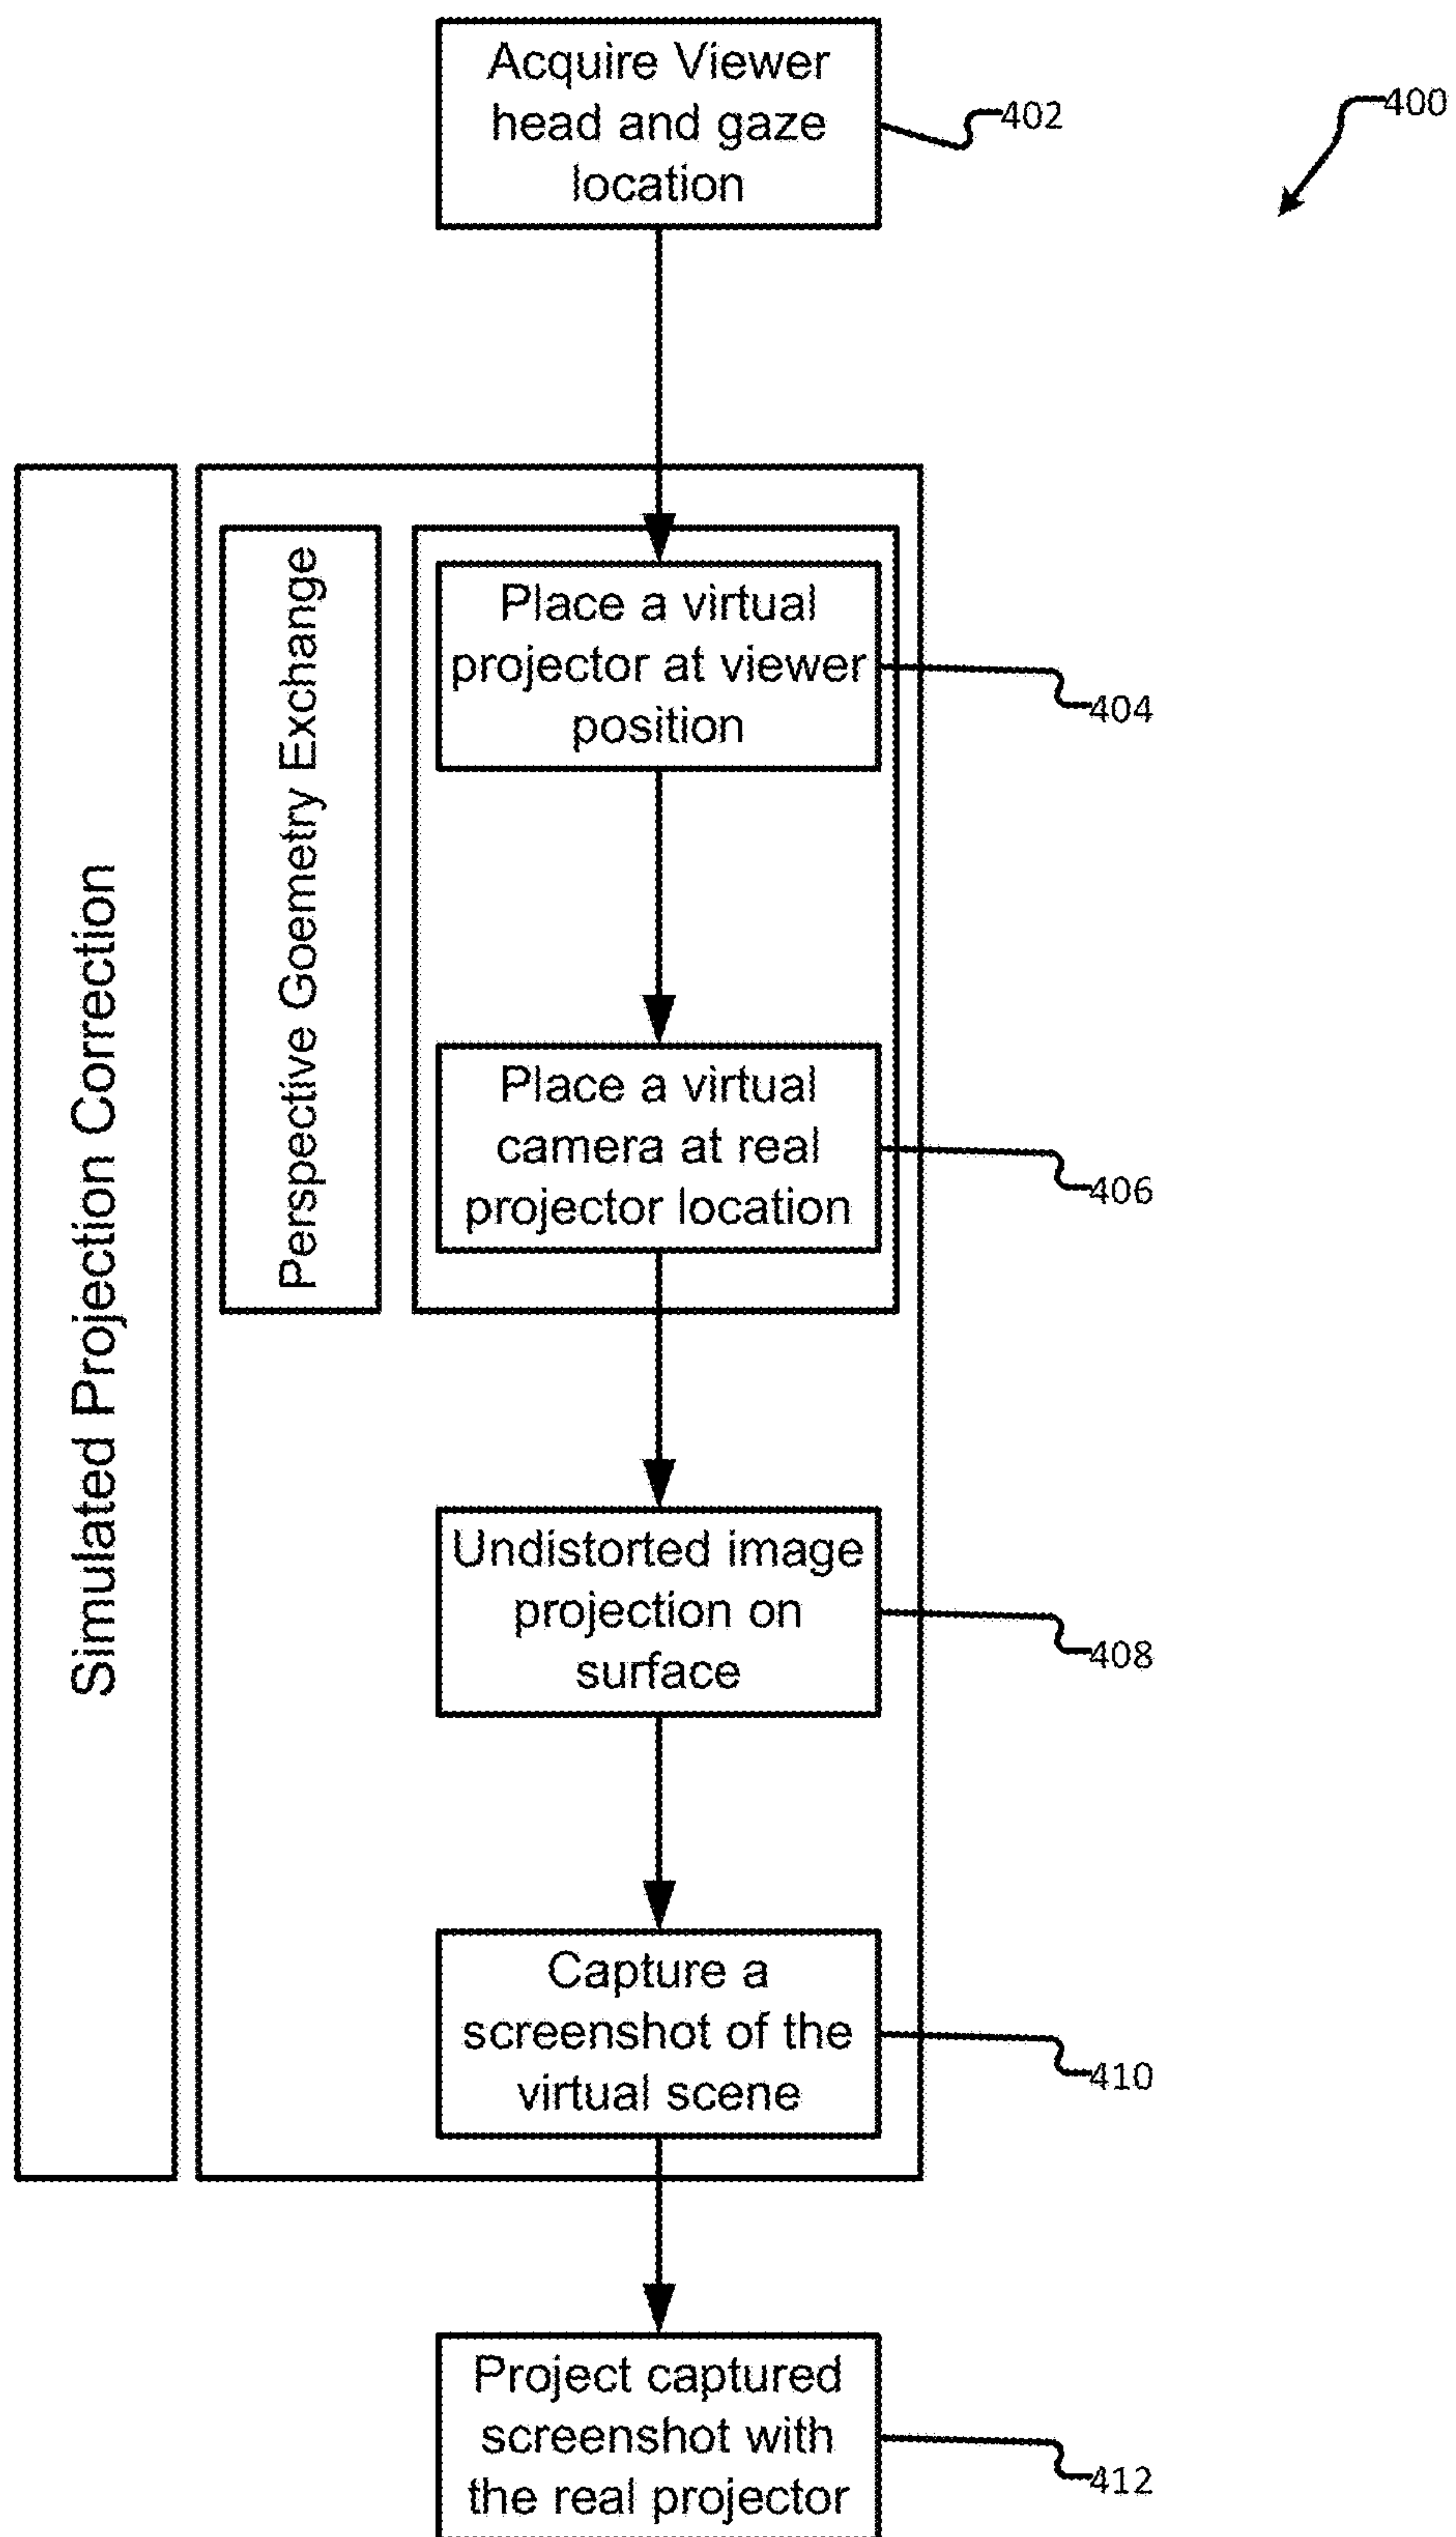 Acquire Viewer
head and gaze
location
402
400
Simulated Projection Correction
Perspective Goemetry Exchange
Place a virtual
projector at viewer
position
404
Place a virtual
camera at real
projector location
406
Undistorted image
projection on
surface
408
Capture a
screenshot of the
virtual scene
410
Project captured
screenshot with
the real projector
412